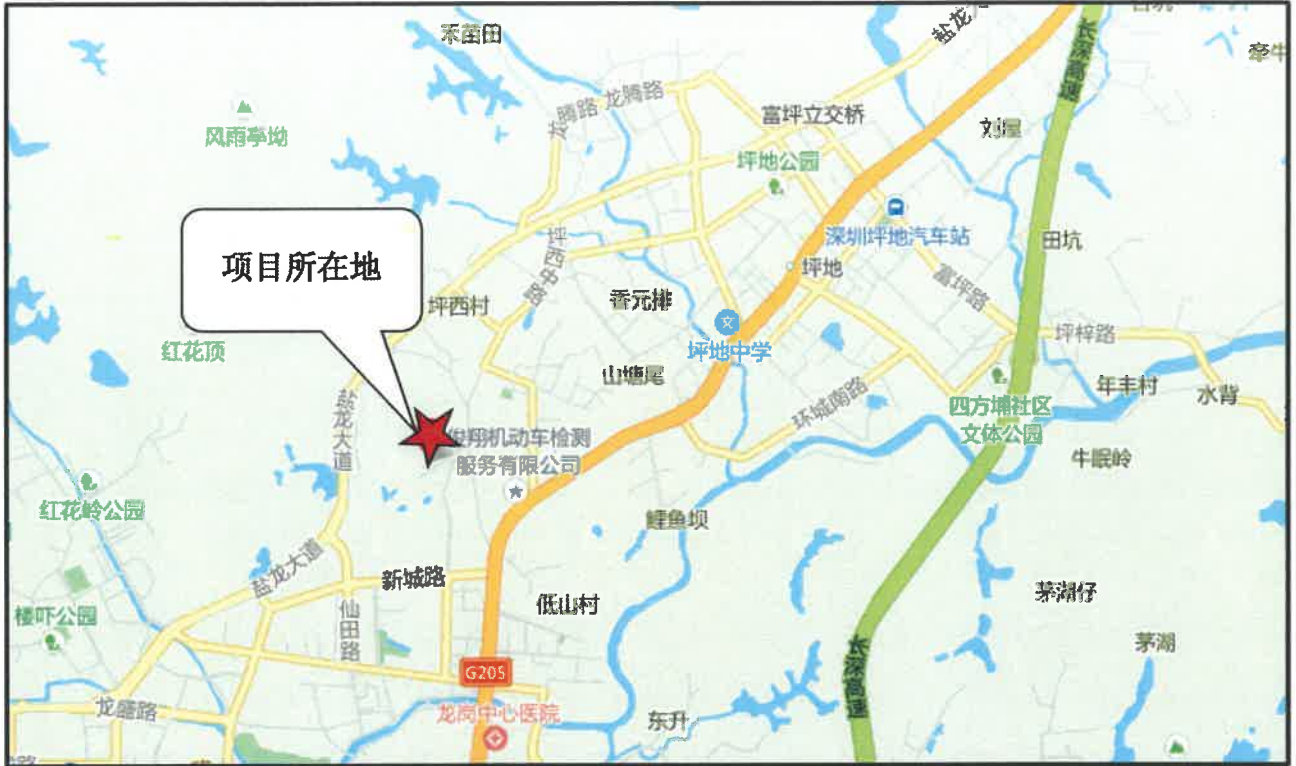 禾苗田
盐龙大
长深高速
牵牛
龙腾路
龙腾路
富坪立交桥
刘屋
风雨亭坳
坪地公园
深圳坪地汽车站
田坑
项目所在地
坪西中路
坪地
富坪路
香元排
坪西村
坪地中学
坪梓路
红花顶
山塘尾
年丰村
水背
环城南路
四方埔社区
文体公园
盐龙大道
俊翔机动车检测
服务有限公司
牛眠岭
红花岭公园
鲤鱼坝
盐龙大道
新城路
低山村
茅湖仔
楼吓公园
仙田路
茅湖
长深高速
G205
龙岗中心医院
龙盛路
东升